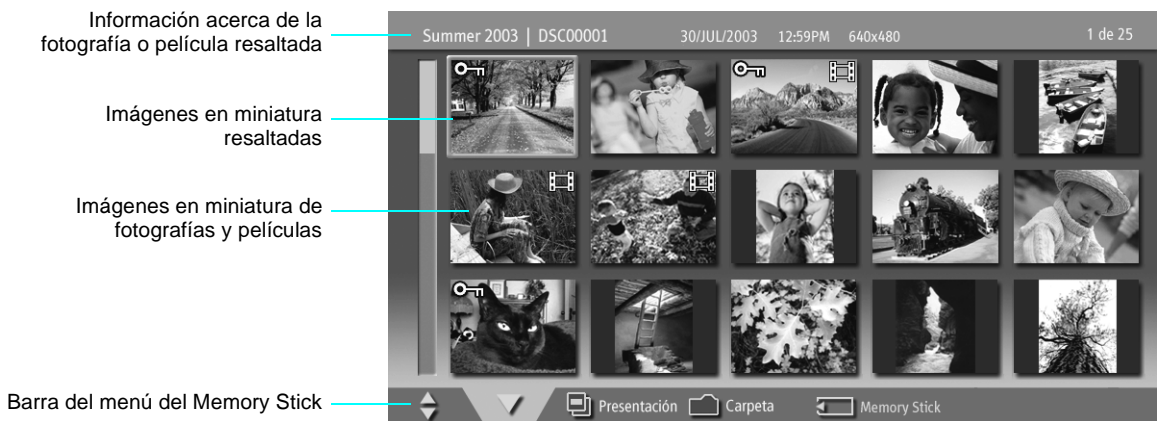 Información acerca de la
fotografía o película resaltada
Summer 2003 | DSC00001 30/JUL/2003 12:59PM 640x480 1 de 25
Imágenes en miniatura
resaltadas
Imágenes en miniatura de
fotografías y películas
Barra del menú del Memory Stick
Presentación Carpeta Memory Stick